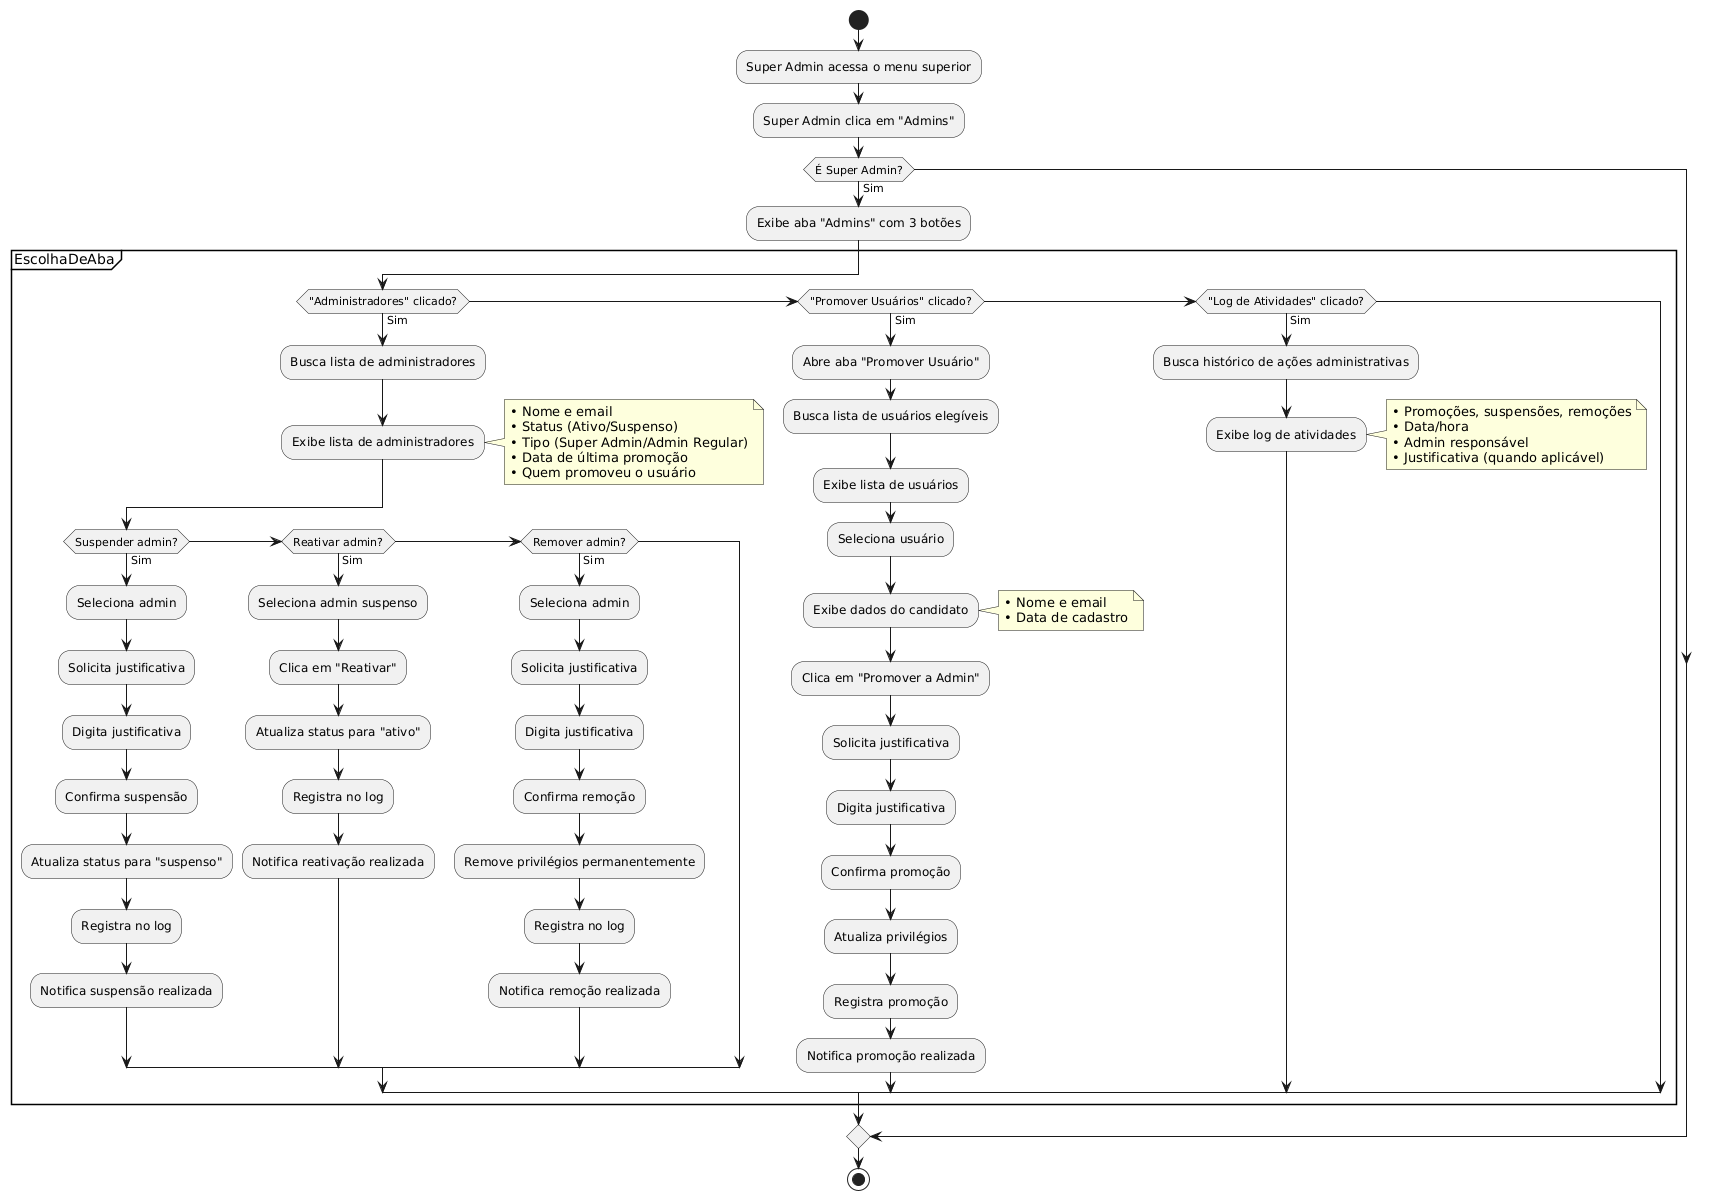 Super Admin acessa o menu superior
Super Admin clica em "Admins"
É Super Admin?
Sim
Exibe aba "Admins" com 3 botões
EscolhaDeAba
"Administradores" clicado?
Sim
Busca lista de administradores
Exibe lista de administradores
• Nome e email
• Status (Ativo/Suspenso)
• Tipo (Super Admin/Admin Regular)
• Data de última promoção
• Quem promoveu o usuário
Suspender admin?
Sim
Seleciona admin
Solicita justificativa
Digita justificativa
Confirma suspensão
Atualiza status para "suspenso"
Registra no log
Notifica suspensão realizada
Reativar admin?
Sim
Seleciona admin suspenso
Clica em "Reativar"
Atualiza status para "ativo"
Registra no log
Notifica reativação realizada
Remover admin?
Sim
Seleciona admin
Solicita justificativa
Digita justificativa
Confirma remoção
Remove privilégios permanentemente
Registra no log
Notifica remoção realizada
"Promover Usuários" clicado?
Sim
Abre aba "Promover Usuário"
Busca lista de usuários elegíveis
Exibe lista de usuários
Seleciona usuário
Exibe dados do candidato
• Nome e email
• Data de cadastro
Clica em "Promover a Admin"
Solicita justificativa
Digita justificativa
Confirma promoção
Atualiza privilégios
Registra promoção
Notifica promoção realizada
"Log de Atividades" clicado?
Sim
Busca histórico de ações administrativas
Exibe log de atividades
• Promoções, suspensões, remoções
• Data/hora
• Admin responsável
• Justificativa (quando aplicável)